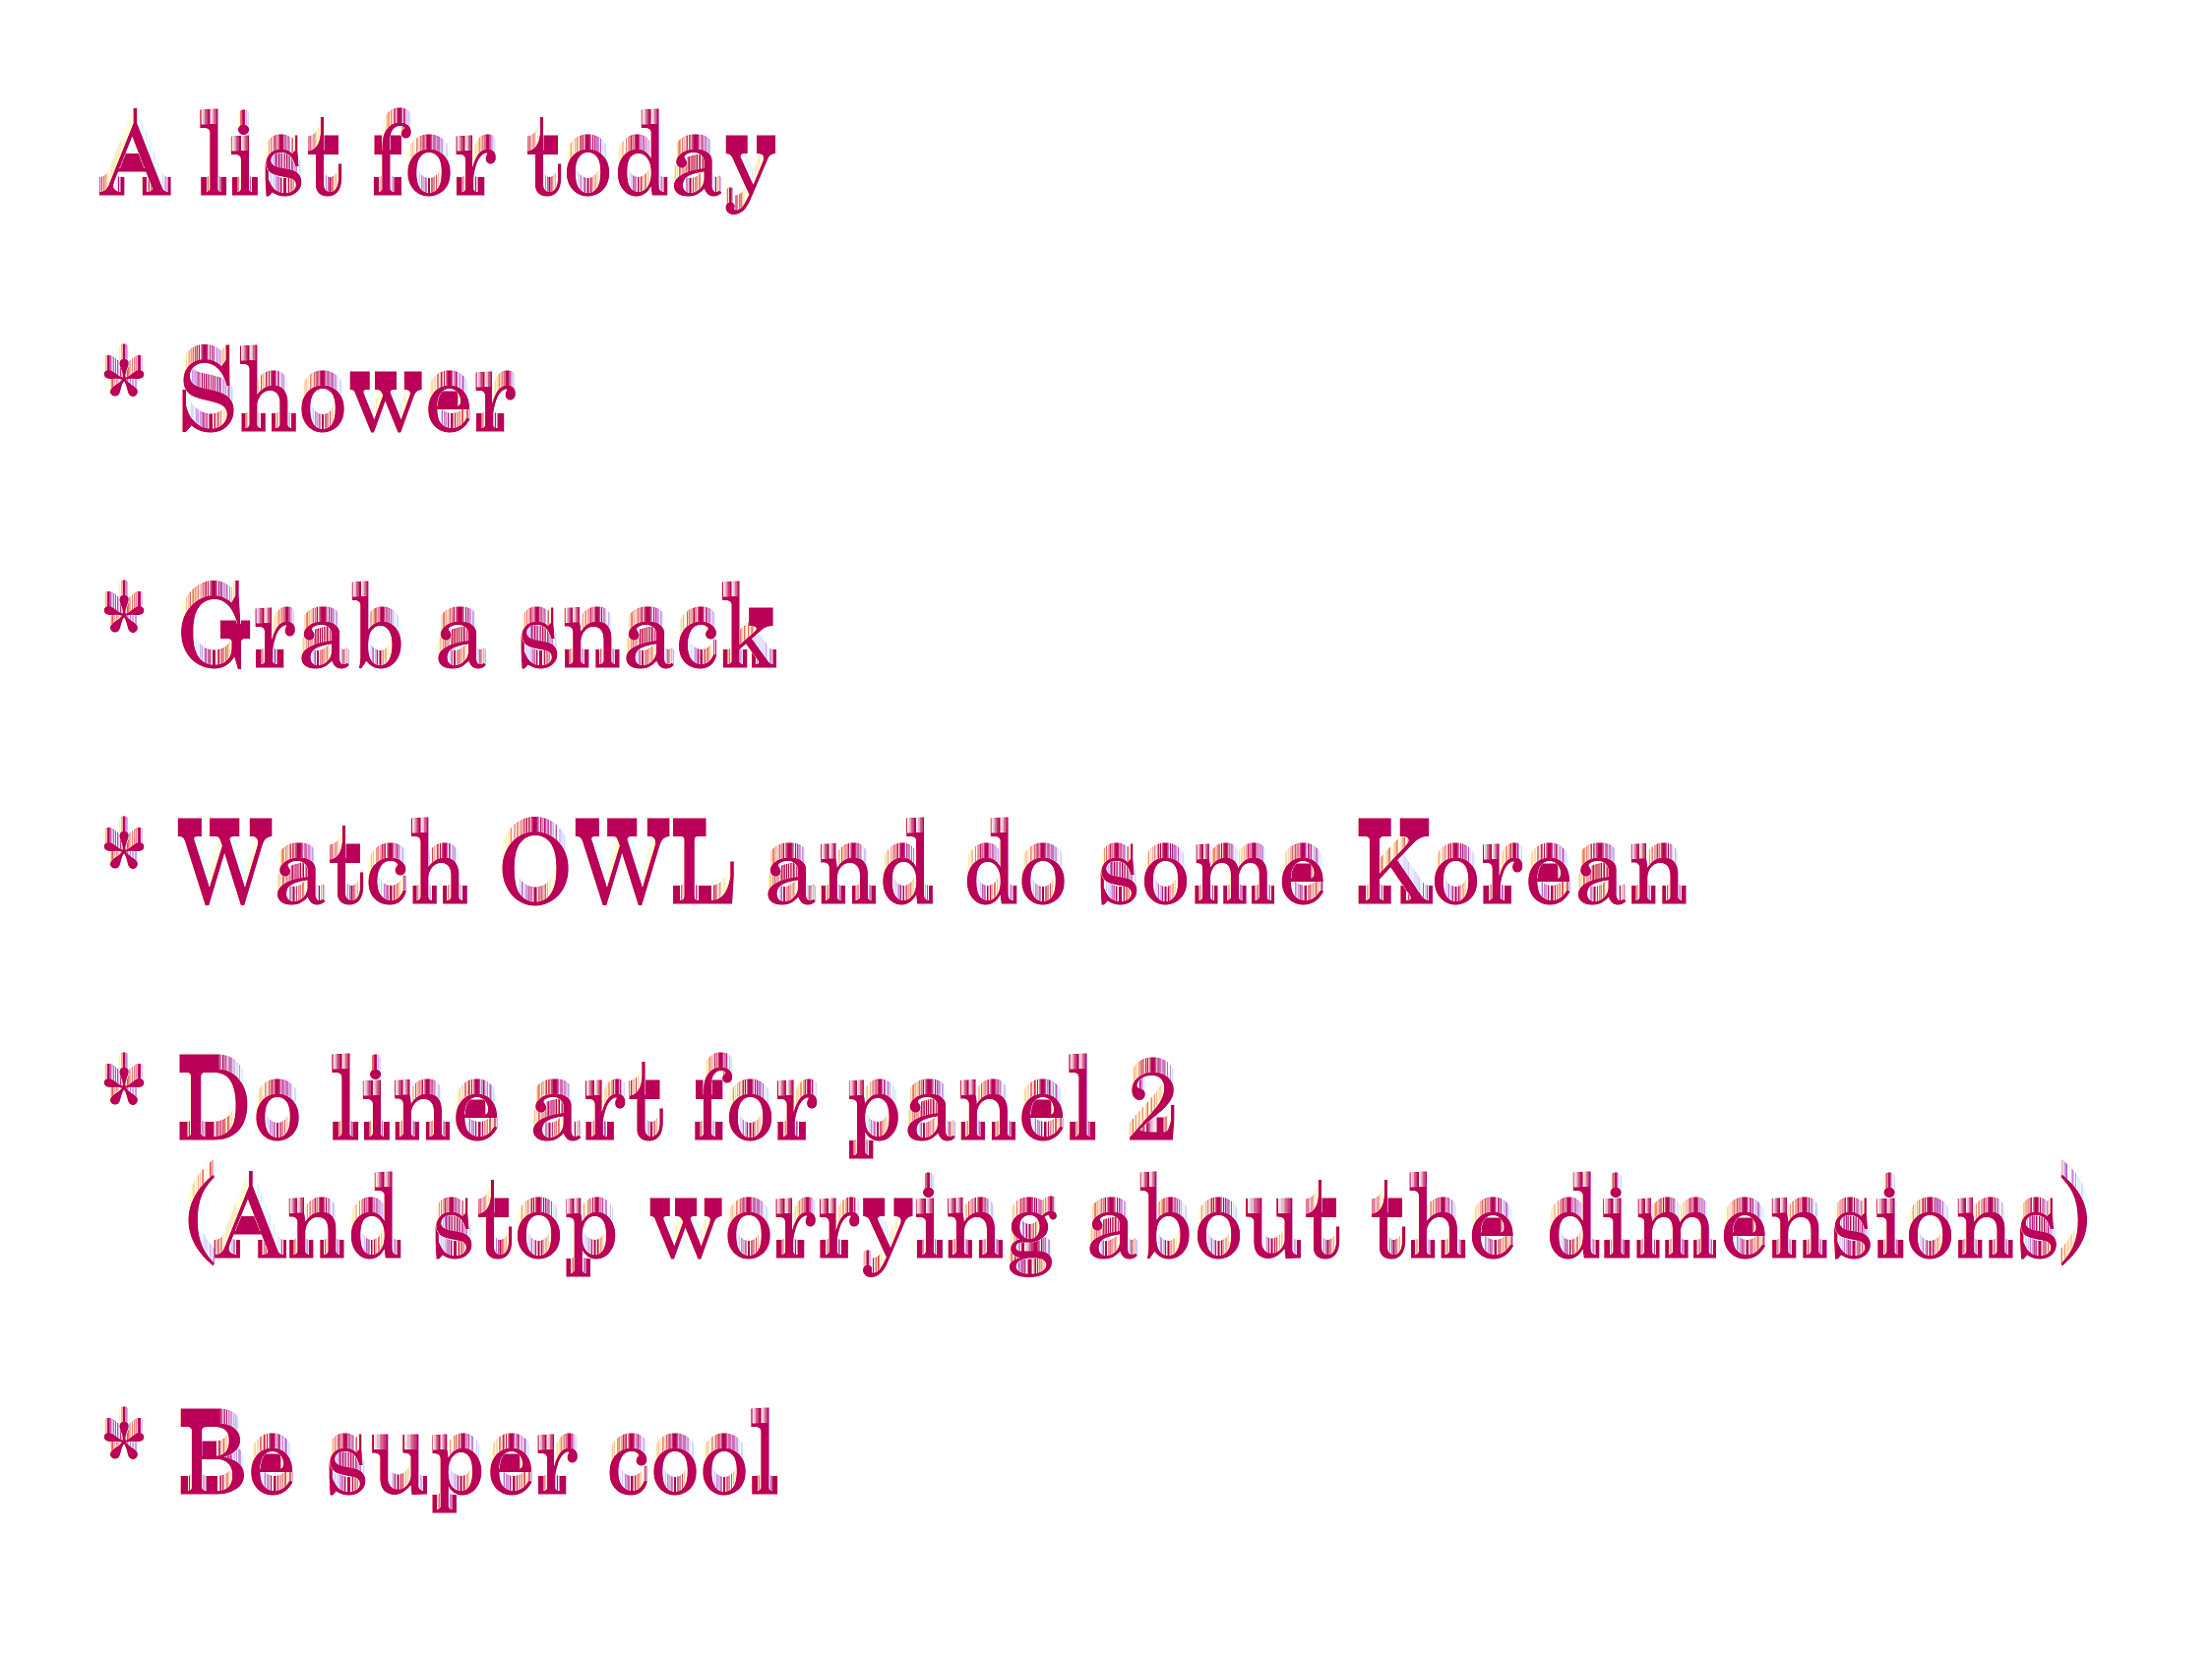 A list for today
* Shower
* Grab a snack
* Watch OWL and do some Korean
* Do line art for panel 2
(And stop worrying about the dimensions)
* Be super cool